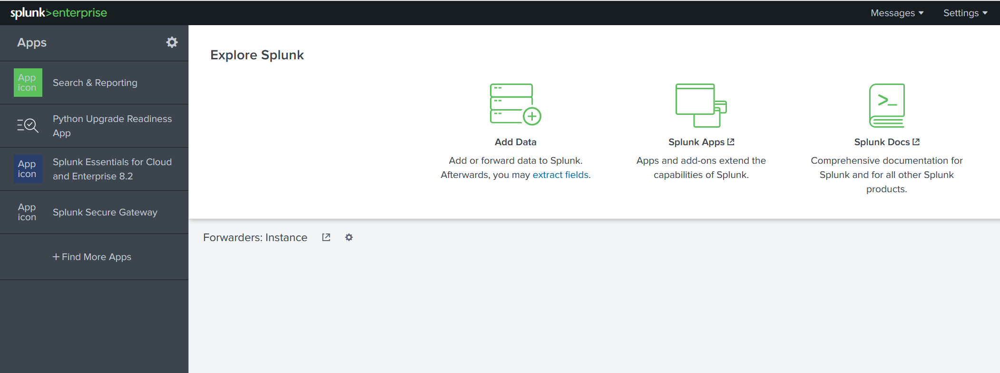 splunk>enterprise
Messages
Settings
Apps
App
icon
Search & Reporting
Python Upgrade Readiness
App
App
icon
Splunk Essentials for Cloud
and Enterprise 8.2
App
icon
Splunk Secure Gateway
+ Find More Apps
Explore Splunk
>_
Add Data
Add or forward data to Splunk.
Afterwards, you may extract fields.
Splunk Apps
Apps and add-ons extend the
capabilities of Splunk.
Splunk Docs
Comprehensive documentation for
Splunk and for all other Splunk
products.
Forwarders: Instance